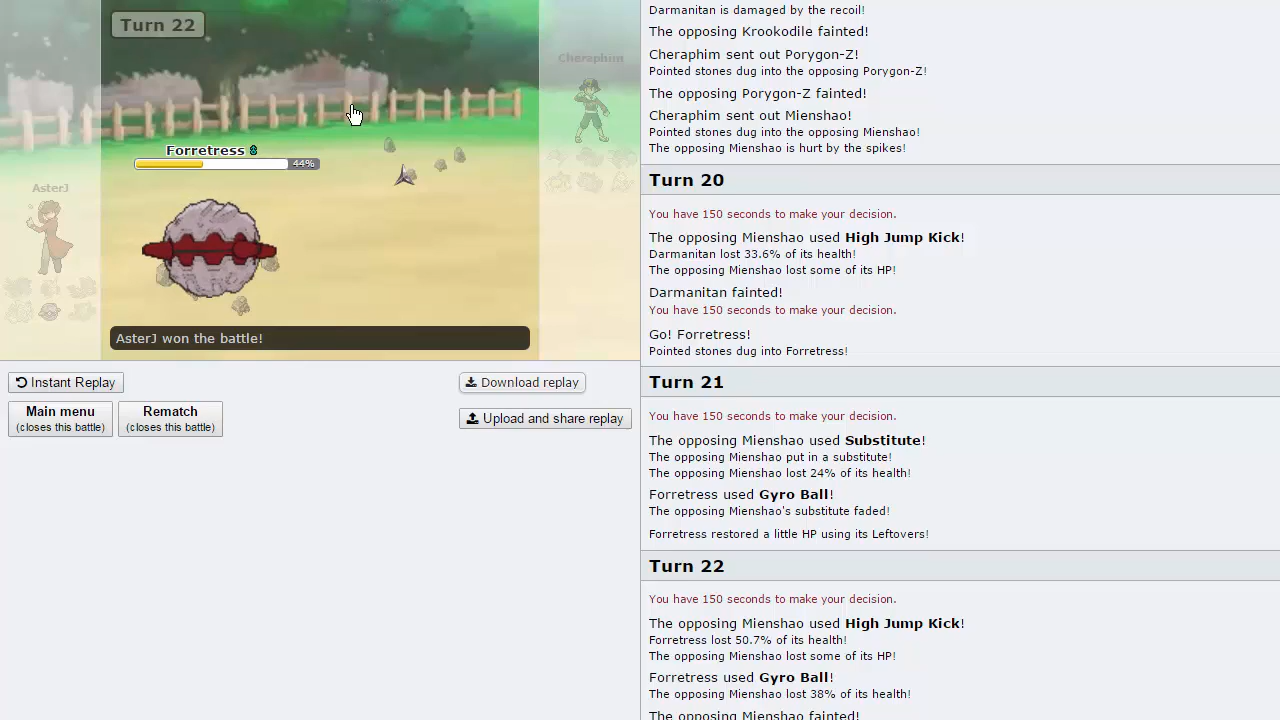 Turn 22
Cheraphim
Forretress
44%
AsterJ
AsterJ won the battle!
Instant Replay
Download replay
Main menu
(closes this battle)
Rematch
(closes this battle)
Upload and share replay
Darmanitan is damaged by the recoil!
The opposing Krookodile fainted!
Cheraphim sent out Porygon-Z!
Pointed stones dug into the opposing Porygon-Z!
The opposing Porygon-Z fainted!
Cheraphim sent out Mienshao!
Pointed stones dug into the opposing Mienshao!
The opposing Mienshao is hurt by the spikes!
Turn 20
You have 150 seconds to make your decision.
The opposing Mienshao used High Jump Kick!
Darmanitan lost 33.6% of its health!
The opposing Mienshao lost some of its HP!
Darmanitan fainted!
You have 150 seconds to make your decision.
Go! Forretress!
Pointed stones dug into Forretress!
Turn 21
You have 150 seconds to make your decision.
The opposing Mienshao used Substitute!
The opposing Mienshao put in a substitute!
The opposing Mienshao lost 24% of its health!
Forretress used Gyro Ball!
The opposing Mienshao's substitute faded!
Forretress restored a little HP using its Leftovers!
Turn 22
You have 150 seconds to make your decision.
The opposing Mienshao used High Jump Kick!
Forretress lost 50.7% of its health!
The opposing Mienshao lost some of its HP!
Forretress used Gyro Ball!
The opposing Mienshao lost 38% of its health!
The opposing Mienshao fainted!